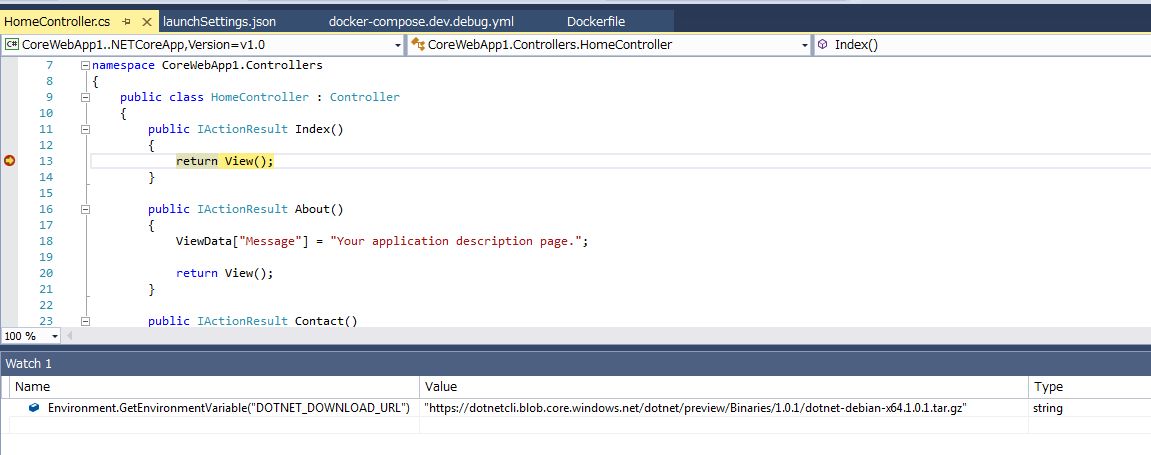 HomeController.cs launchSettings.json docker-compose.dev.debug.yml Dockerfile
C# CoreWebApp1..NETCoreApp,Version=v1.0 CoreWebApp1.Controllers.HomeController Index()
7 namespace CoreWebApp1.Controllers
8 {
9 public class HomeController : Controller
10 {
11 public IActionResult Index()
12 {
13 return View();
14 }
15
16 public IActionResult About()
17 {
18 ViewData["Message"] = "Your application description page.";
19
20 return View();
21 }
22
23 public IActionResult Contact()
100 %
Watch 1
Name Value Type
Environment.GetEnvironmentVariable("DOTNET_DOWNLOAD_URL") "https://dotnetcli.blob.core.windows.net/dotnet/preview/Binaries/1.0.1/dotnet-debian-x64.1.0.1.tar.gz" string